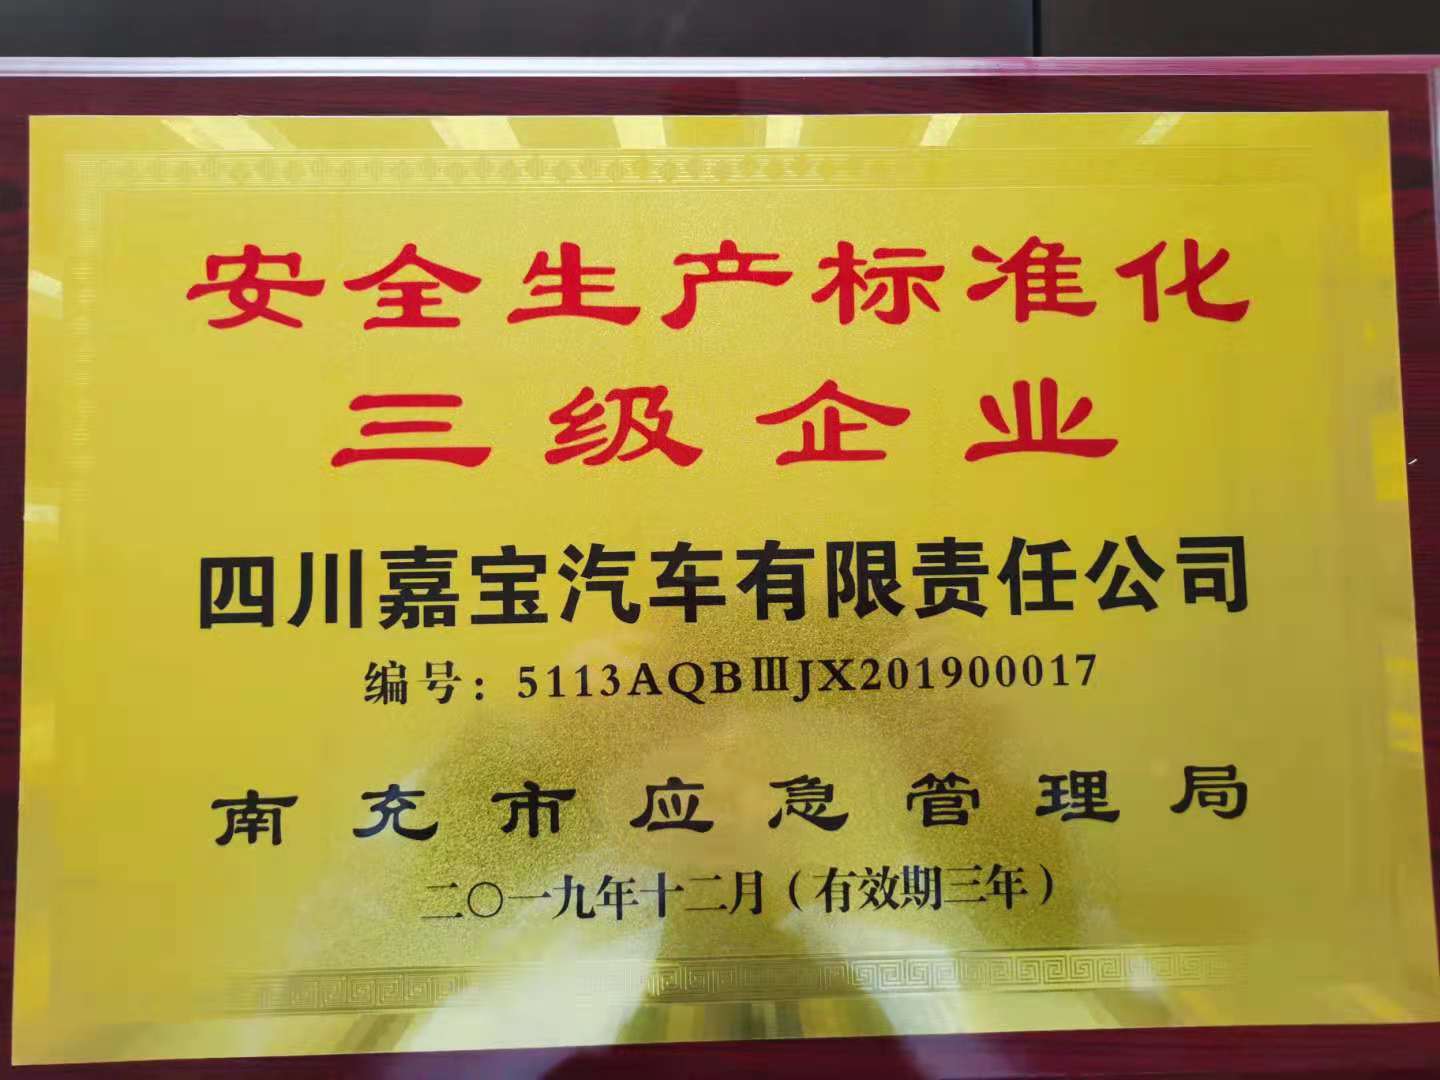 安全生产标准化
三级企业
四川嘉宝汽车有限责任公司
编号：5113AQBⅢJX201900017
南充市应急管理局
二〇一九年十二月（有效期三年）